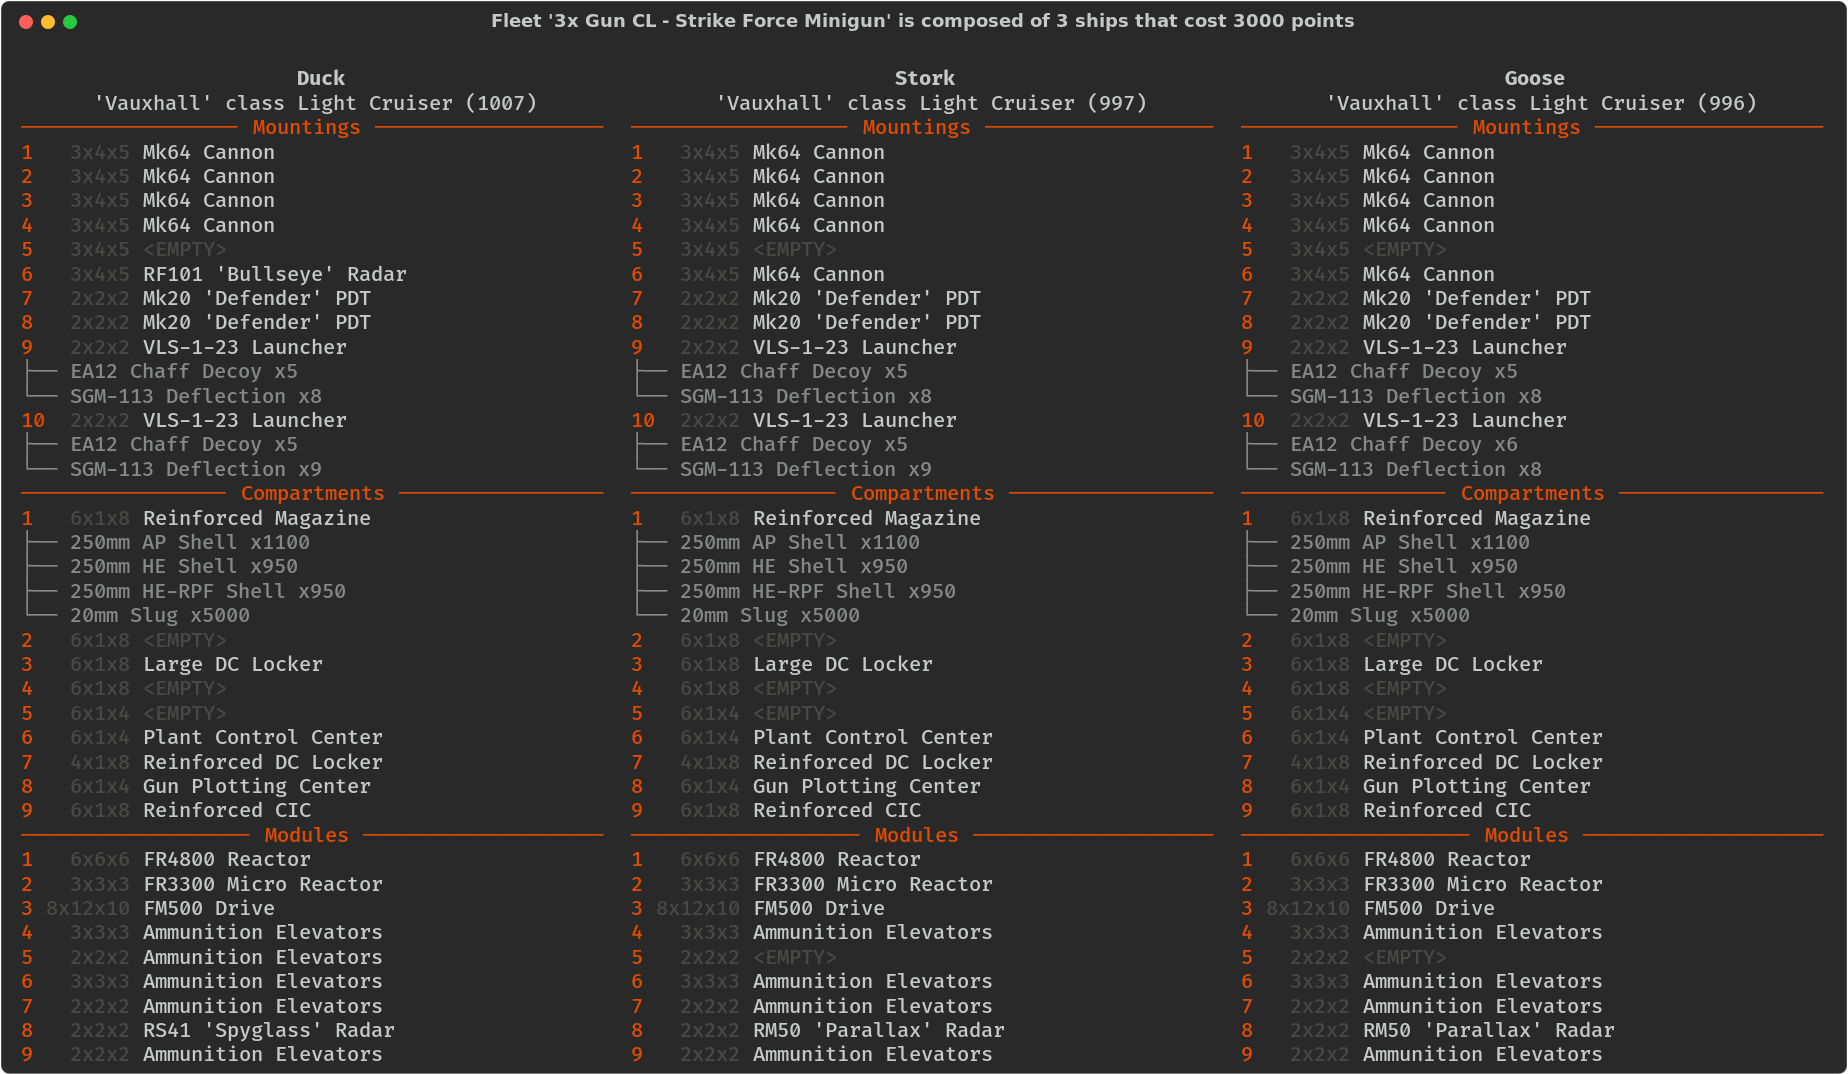 Fleet '3x Gun CL - Strike Force Minigun' is composed of 3 ships that cost 3000 points
Duck
'Vauxhall' class Light Cruiser (1007)
Mountings
1 3x4x5 Mk64 Cannon
2 3x4x5 Mk64 Cannon
3 3x4x5 Mk64 Cannon
4 3x4x5 Mk64 Cannon
5 3x4x5 <EMPTY>
6 3x4x5 RF101 'Bullseye' Radar
7 2x2x2 Mk20 'Defender' PDT
8 2x2x2 Mk20 'Defender' PDT
9 2x2x2 VLS-1-23 Launcher
├── EA12 Chaff Decoy x5
└── SGM-113 Deflection x8
10 2x2x2 VLS-1-23 Launcher
├── EA12 Chaff Decoy x5
└── SGM-113 Deflection x9
Compartments
1 6x1x8 Reinforced Magazine
├── 250mm AP Shell x1100
├── 250mm HE Shell x950
├── 250mm HE-RPF Shell x950
└── 20mm Slug x5000
2 6x1x8 <EMPTY>
3 6x1x8 Large DC Locker
4 6x1x8 <EMPTY>
5 6x1x4 <EMPTY>
6 6x1x4 Plant Control Center
7 4x1x8 Reinforced DC Locker
8 6x1x4 Gun Plotting Center
9 6x1x8 Reinforced CIC
Modules
1 6x6x6 FR4800 Reactor
2 3x3x3 FR3300 Micro Reactor
3 8x12x10 FM500 Drive
4 3x3x3 Ammunition Elevators
5 2x2x2 Ammunition Elevators
6 3x3x3 Ammunition Elevators
7 2x2x2 Ammunition Elevators
8 2x2x2 RS41 'Spyglass' Radar
9 2x2x2 Ammunition Elevators
Stork
'Vauxhall' class Light Cruiser (997)
Mountings
1 3x4x5 Mk64 Cannon
2 3x4x5 Mk64 Cannon
3 3x4x5 Mk64 Cannon
4 3x4x5 Mk64 Cannon
5 3x4x5 <EMPTY>
6 3x4x5 Mk64 Cannon
7 2x2x2 Mk20 'Defender' PDT
8 2x2x2 Mk20 'Defender' PDT
9 2x2x2 VLS-1-23 Launcher
├── EA12 Chaff Decoy x5
└── SGM-113 Deflection x8
10 2x2x2 VLS-1-23 Launcher
├── EA12 Chaff Decoy x5
└── SGM-113 Deflection x9
Compartments
1 6x1x8 Reinforced Magazine
├── 250mm AP Shell x1100
├── 250mm HE Shell x950
├── 250mm HE-RPF Shell x950
└── 20mm Slug x5000
2 6x1x8 <EMPTY>
3 6x1x8 Large DC Locker
4 6x1x8 <EMPTY>
5 6x1x4 <EMPTY>
6 6x1x4 Plant Control Center
7 4x1x8 Reinforced DC Locker
8 6x1x4 Gun Plotting Center
9 6x1x8 Reinforced CIC
Modules
1 6x6x6 FR4800 Reactor
2 3x3x3 FR3300 Micro Reactor
3 8x12x10 FM500 Drive
4 3x3x3 Ammunition Elevators
5 2x2x2 <EMPTY>
6 3x3x3 Ammunition Elevators
7 2x2x2 Ammunition Elevators
8 2x2x2 RM50 'Parallax' Radar
9 2x2x2 Ammunition Elevators
Goose
'Vauxhall' class Light Cruiser (996)
Mountings
1 3x4x5 Mk64 Cannon
2 3x4x5 Mk64 Cannon
3 3x4x5 Mk64 Cannon
4 3x4x5 Mk64 Cannon
5 3x4x5 <EMPTY>
6 3x4x5 Mk64 Cannon
7 2x2x2 Mk20 'Defender' PDT
8 2x2x2 Mk20 'Defender' PDT
9 2x2x2 VLS-1-23 Launcher
├── EA12 Chaff Decoy x5
└── SGM-113 Deflection x8
10 2x2x2 VLS-1-23 Launcher
├── EA12 Chaff Decoy x6
└── SGM-113 Deflection x8
Compartments
1 6x1x8 Reinforced Magazine
├── 250mm AP Shell x1100
├── 250mm HE Shell x950
├── 250mm HE-RPF Shell x950
└── 20mm Slug x5000
2 6x1x8 <EMPTY>
3 6x1x8 Large DC Locker
4 6x1x8 <EMPTY>
5 6x1x4 <EMPTY>
6 6x1x4 Plant Control Center
7 4x1x8 Reinforced DC Locker
8 6x1x4 Gun Plotting Center
9 6x1x8 Reinforced CIC
Modules
1 6x6x6 FR4800 Reactor
2 3x3x3 FR3300 Micro Reactor
3 8x12x10 FM500 Drive
4 3x3x3 Ammunition Elevators
5 2x2x2 <EMPTY>
6 3x3x3 Ammunition Elevators
7 2x2x2 Ammunition Elevators
8 2x2x2 RM50 'Parallax' Radar
9 2x2x2 Ammunition Elevators